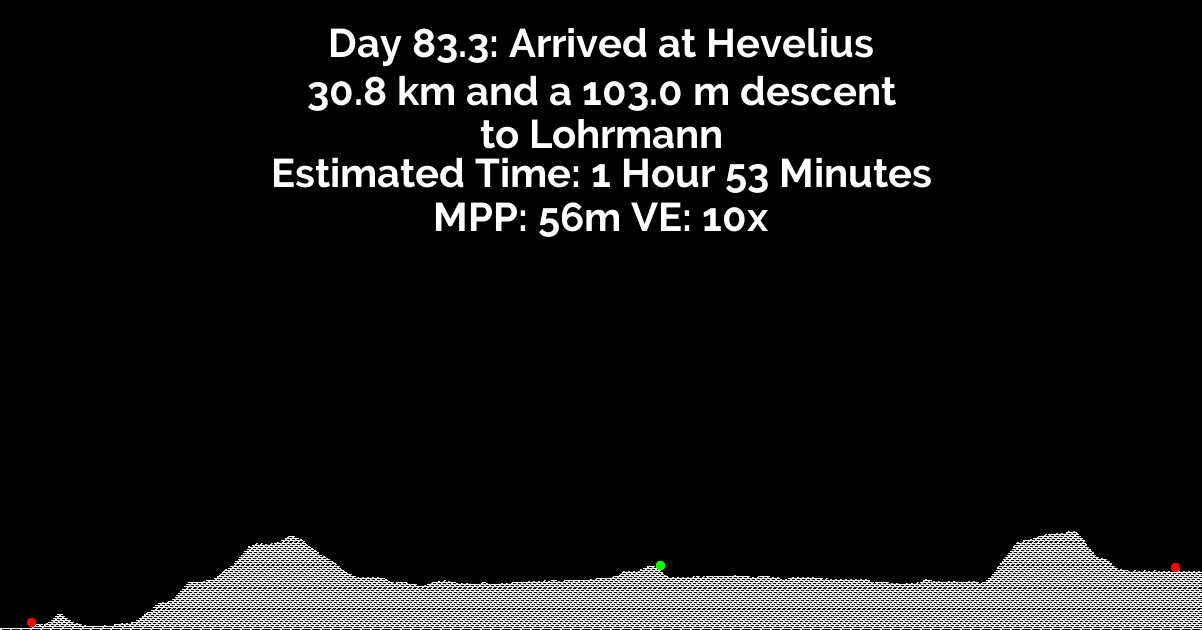 Day 83.3: Arrived at Hevelius
30.8 km and a 103.0 m descent
to Lohrmann
Estimated Time: 1 Hour 53 Minutes
MPP: 56m VE: 10x